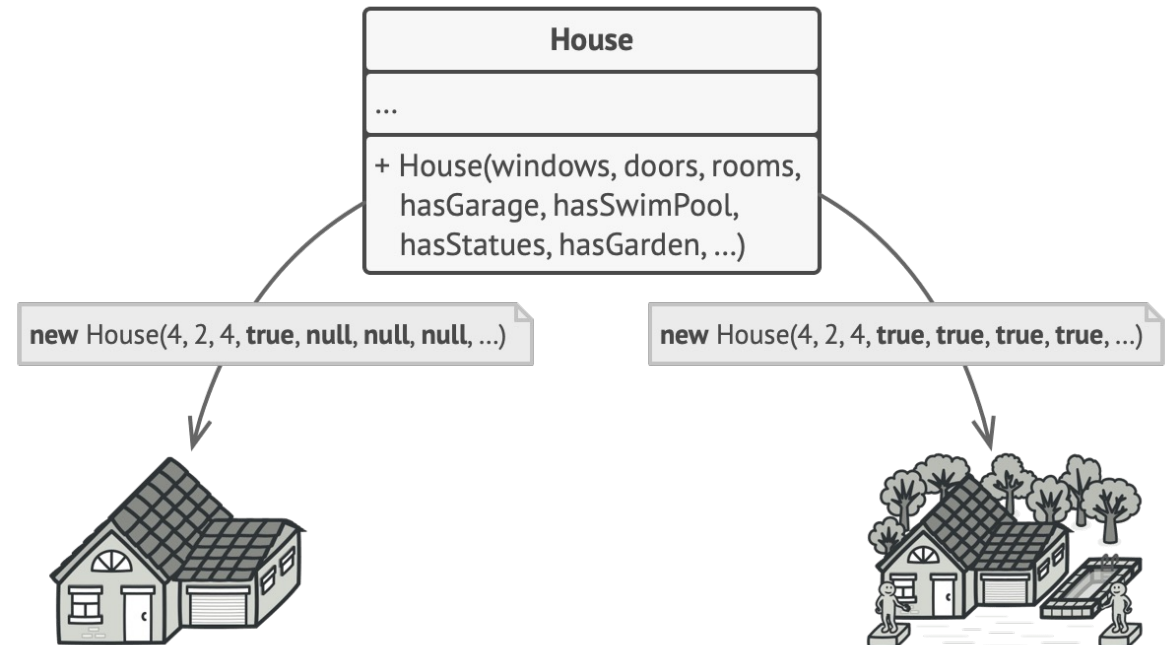 House
...
+ House(windows, doors, rooms,
hasGarage, hasSwimPool,
hasStatues, hasGarden, ...)
new House(4, 2, 4, true, null, null, null, ...)
new House(4, 2, 4, true, true, true, true, ...)